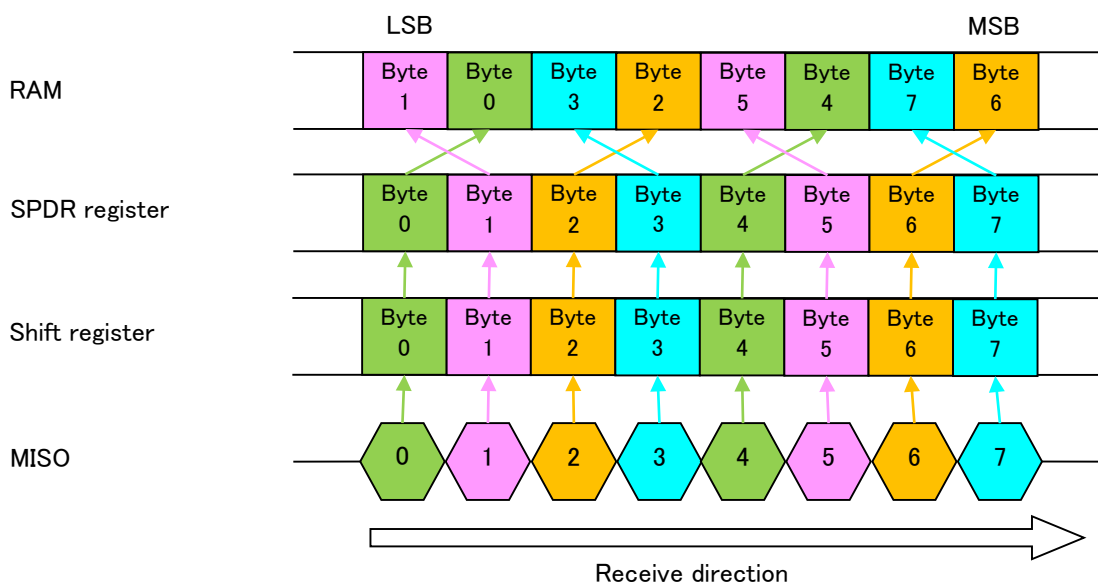 LSB MSB
RAM
Byte Byte Byte Byte Byte Byte Byte Byte
1 0 3 2 5 4 7 6
SPDR register
Byte Byte Byte Byte Byte Byte Byte Byte
0 1 2 3 4 5 6 7
Shift register
Byte Byte Byte Byte Byte Byte Byte Byte
0 1 2 3 4 5 6 7
MISO
0 1 2 3 4 5 6 7
Receive direction